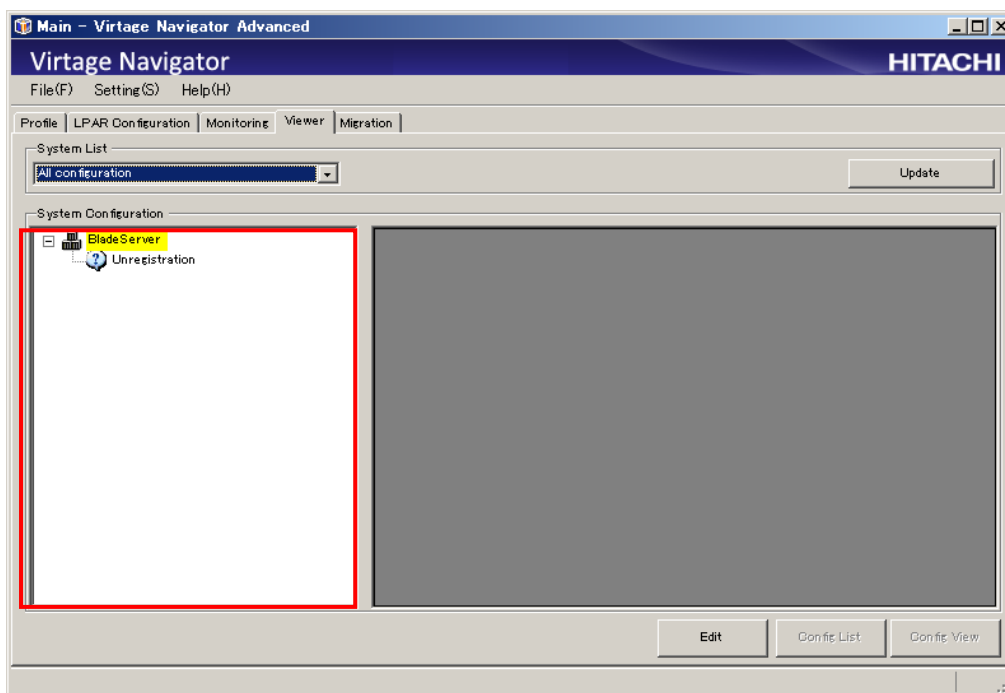 Main - Virtage Navigator Advanced
Virtage Navigator
HITACHI
File(F) Setting(S) Help(H)
Profile LPAR Configuration Monitoring Viewer Migration
System List
All configuration
Update
System Configuration
BladeServer
Unregistration
Edit Config List Config View